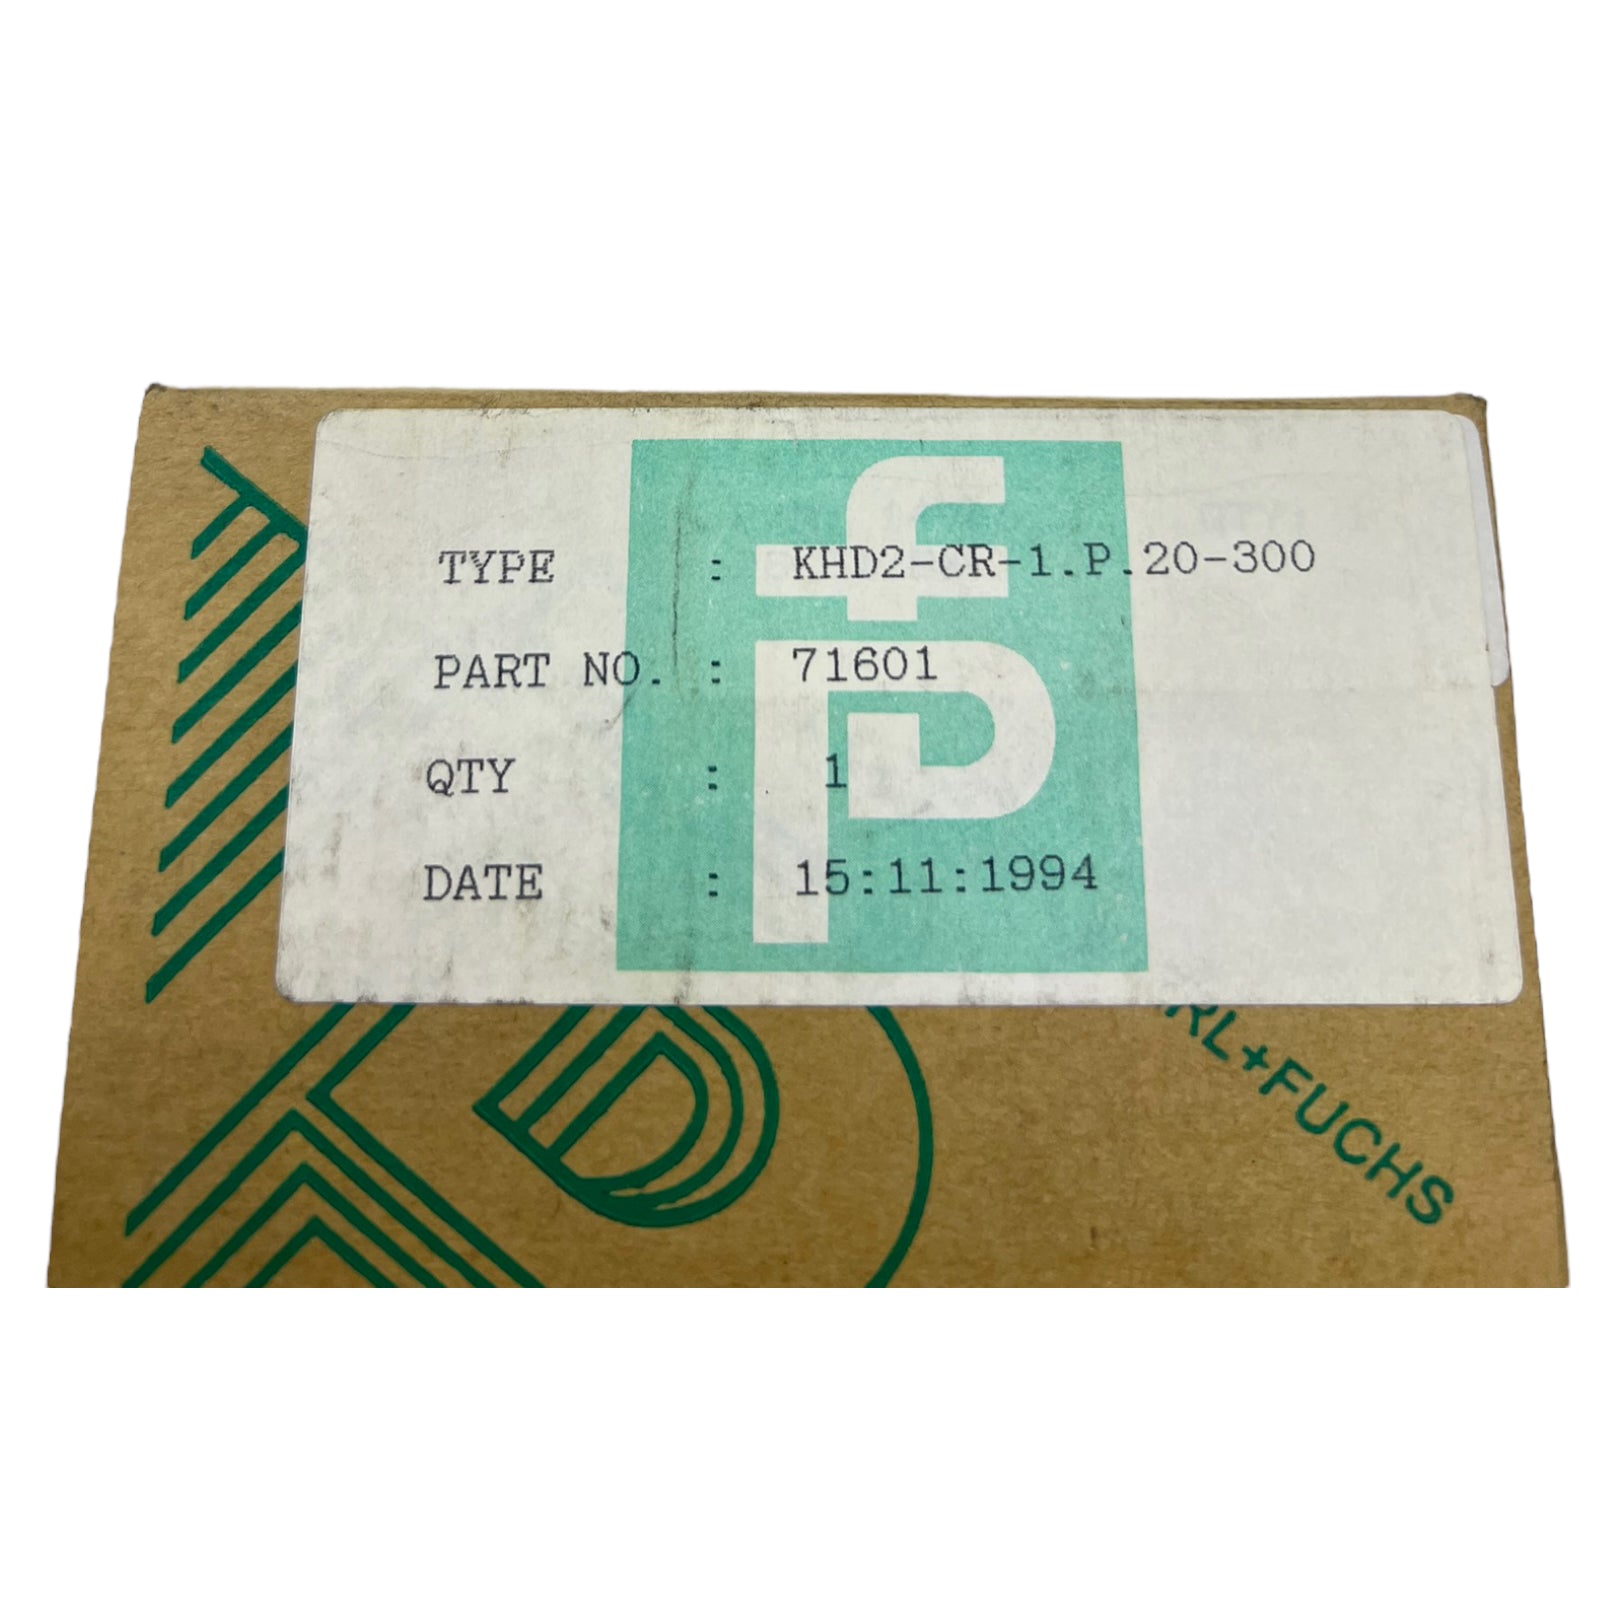 TYPE : KHD2-CR-1.P.20-300
PART NO. : 71601
QTY : 1
DATE : 15:11:1994
RL+FUCHS